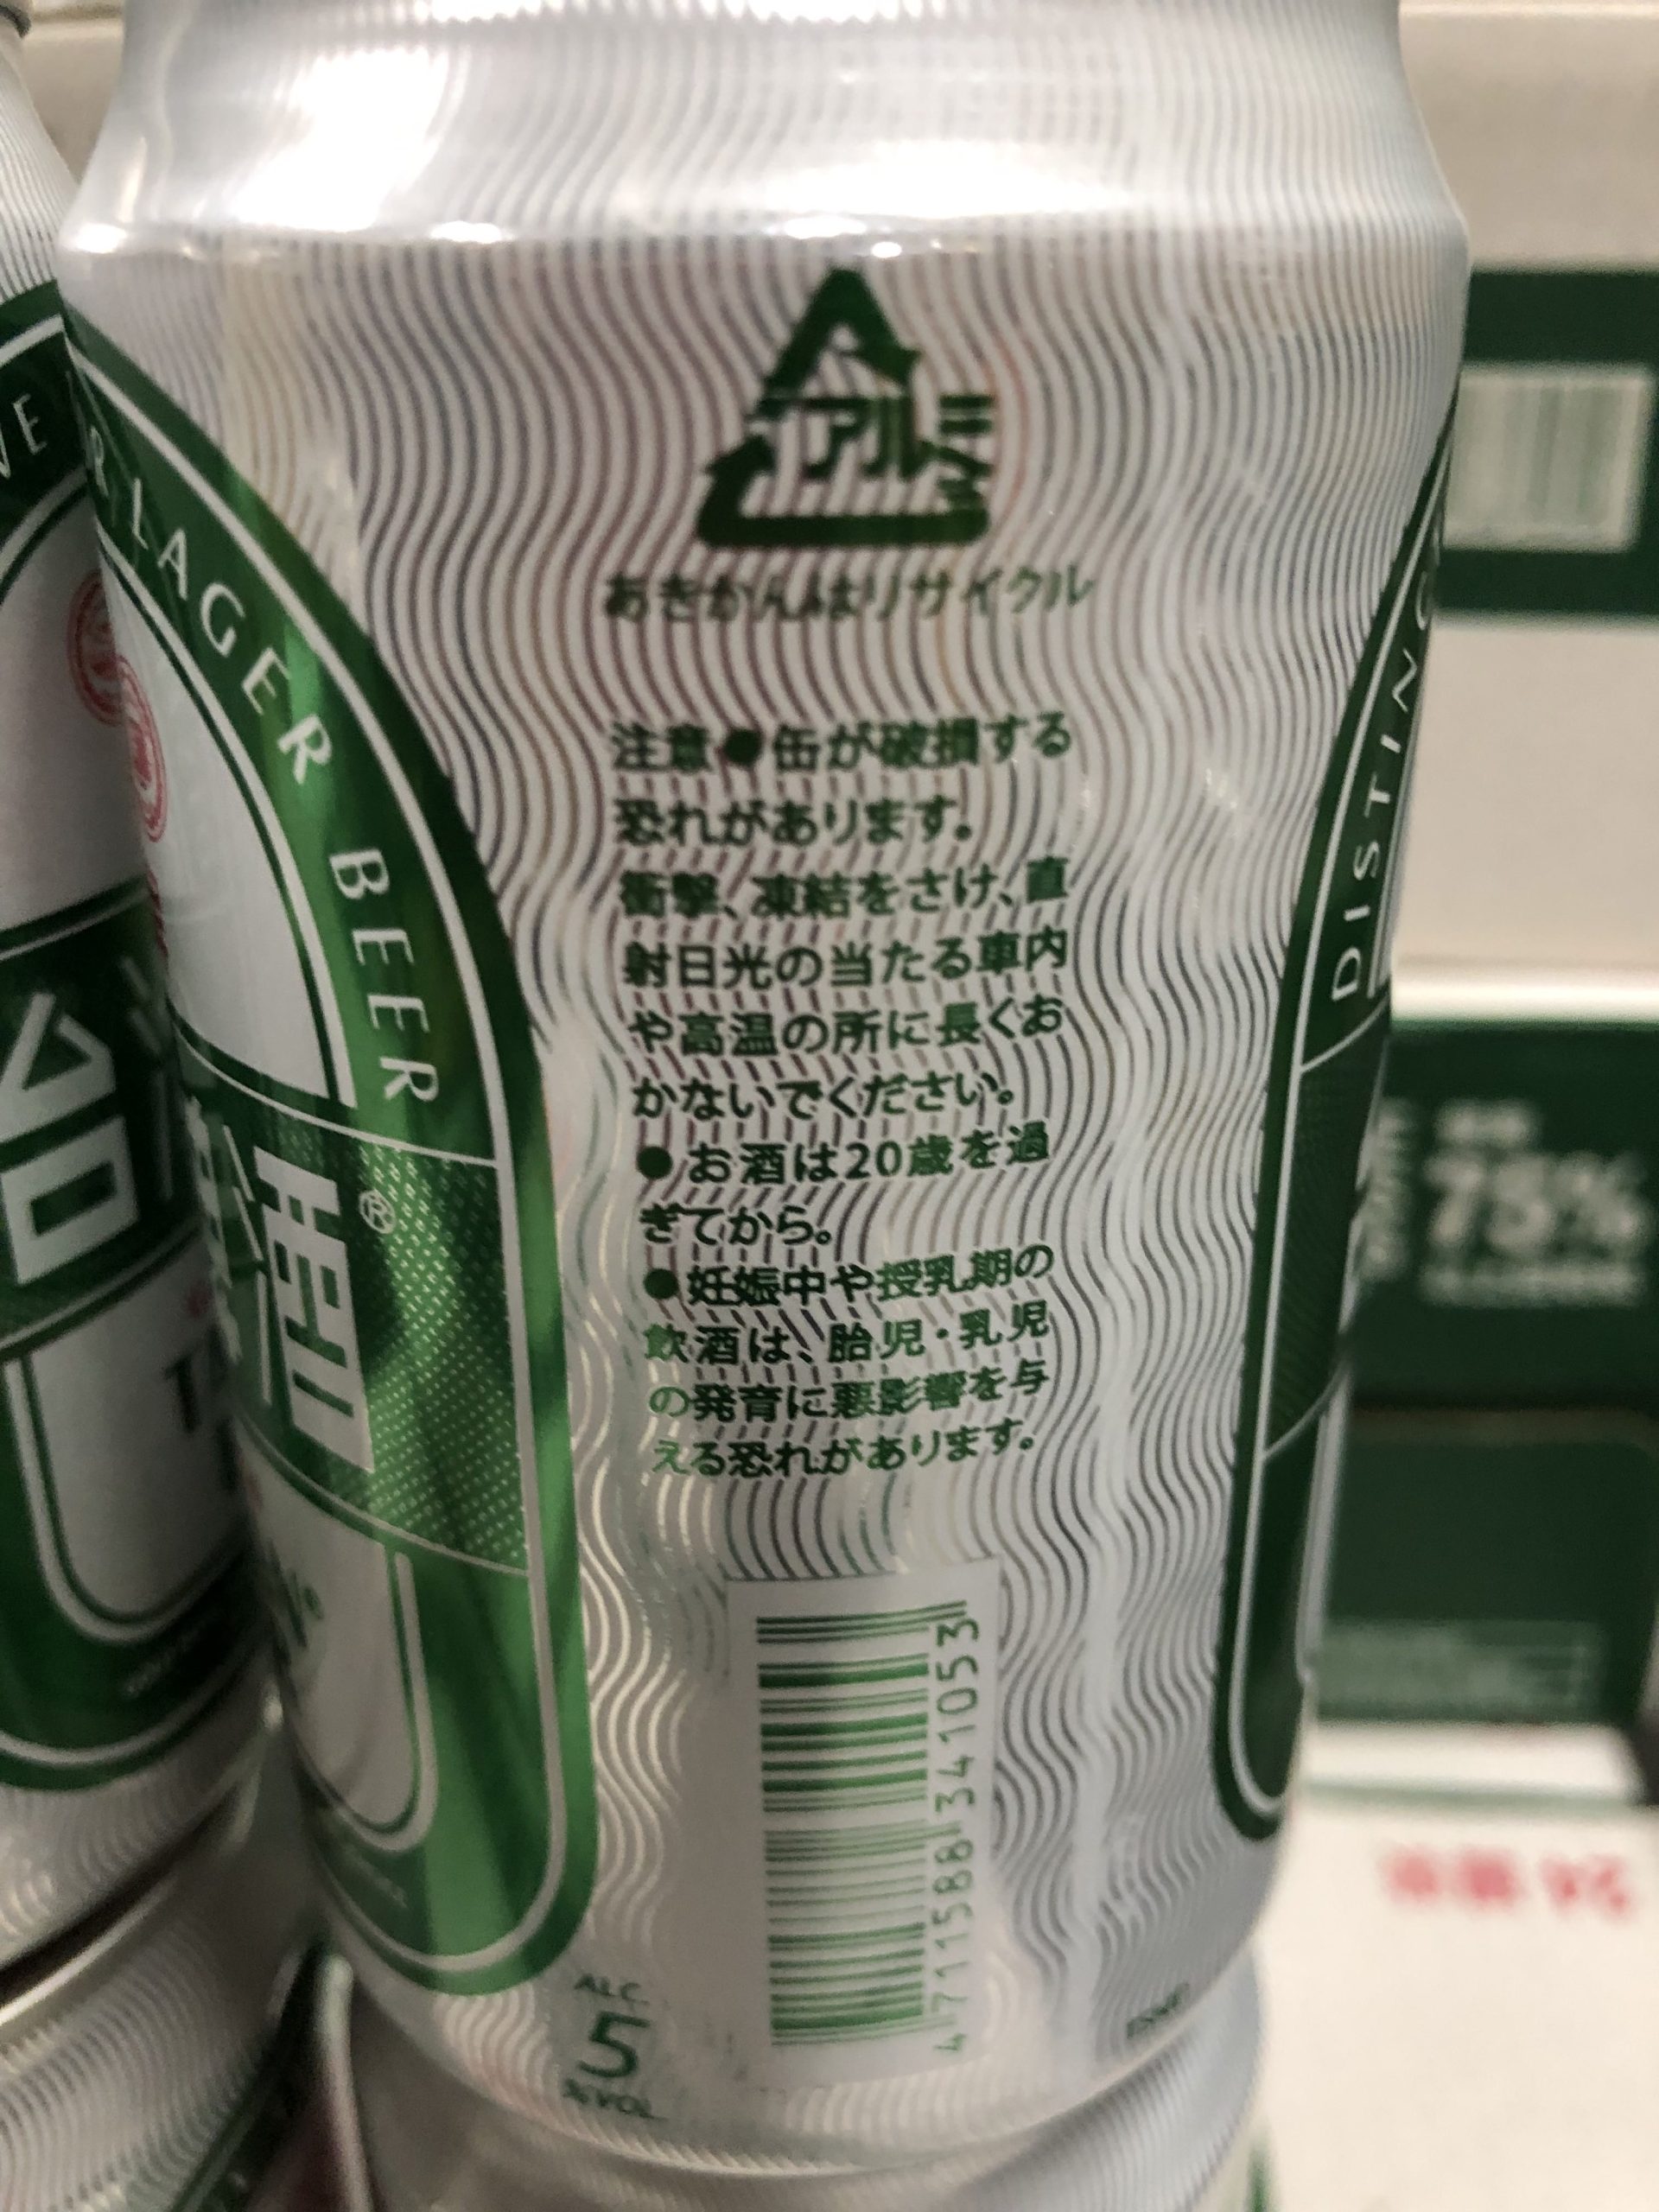 アルミ
あきかんはリサイクル
注意●缶が破損する
恐れがあります。
衝撃、凍結をさけ、直
射日光の当たる車内
や高温の所に長くお
かないでください。
●お酒は20歳を過
ぎてから。
●妊娠中や授乳期の
飲酒は、胎児・乳児
の発育に悪影響を与
える恐れがあります。
4711588341053
ALC.
5
%VOL
LAGER BEER
®
台
75%